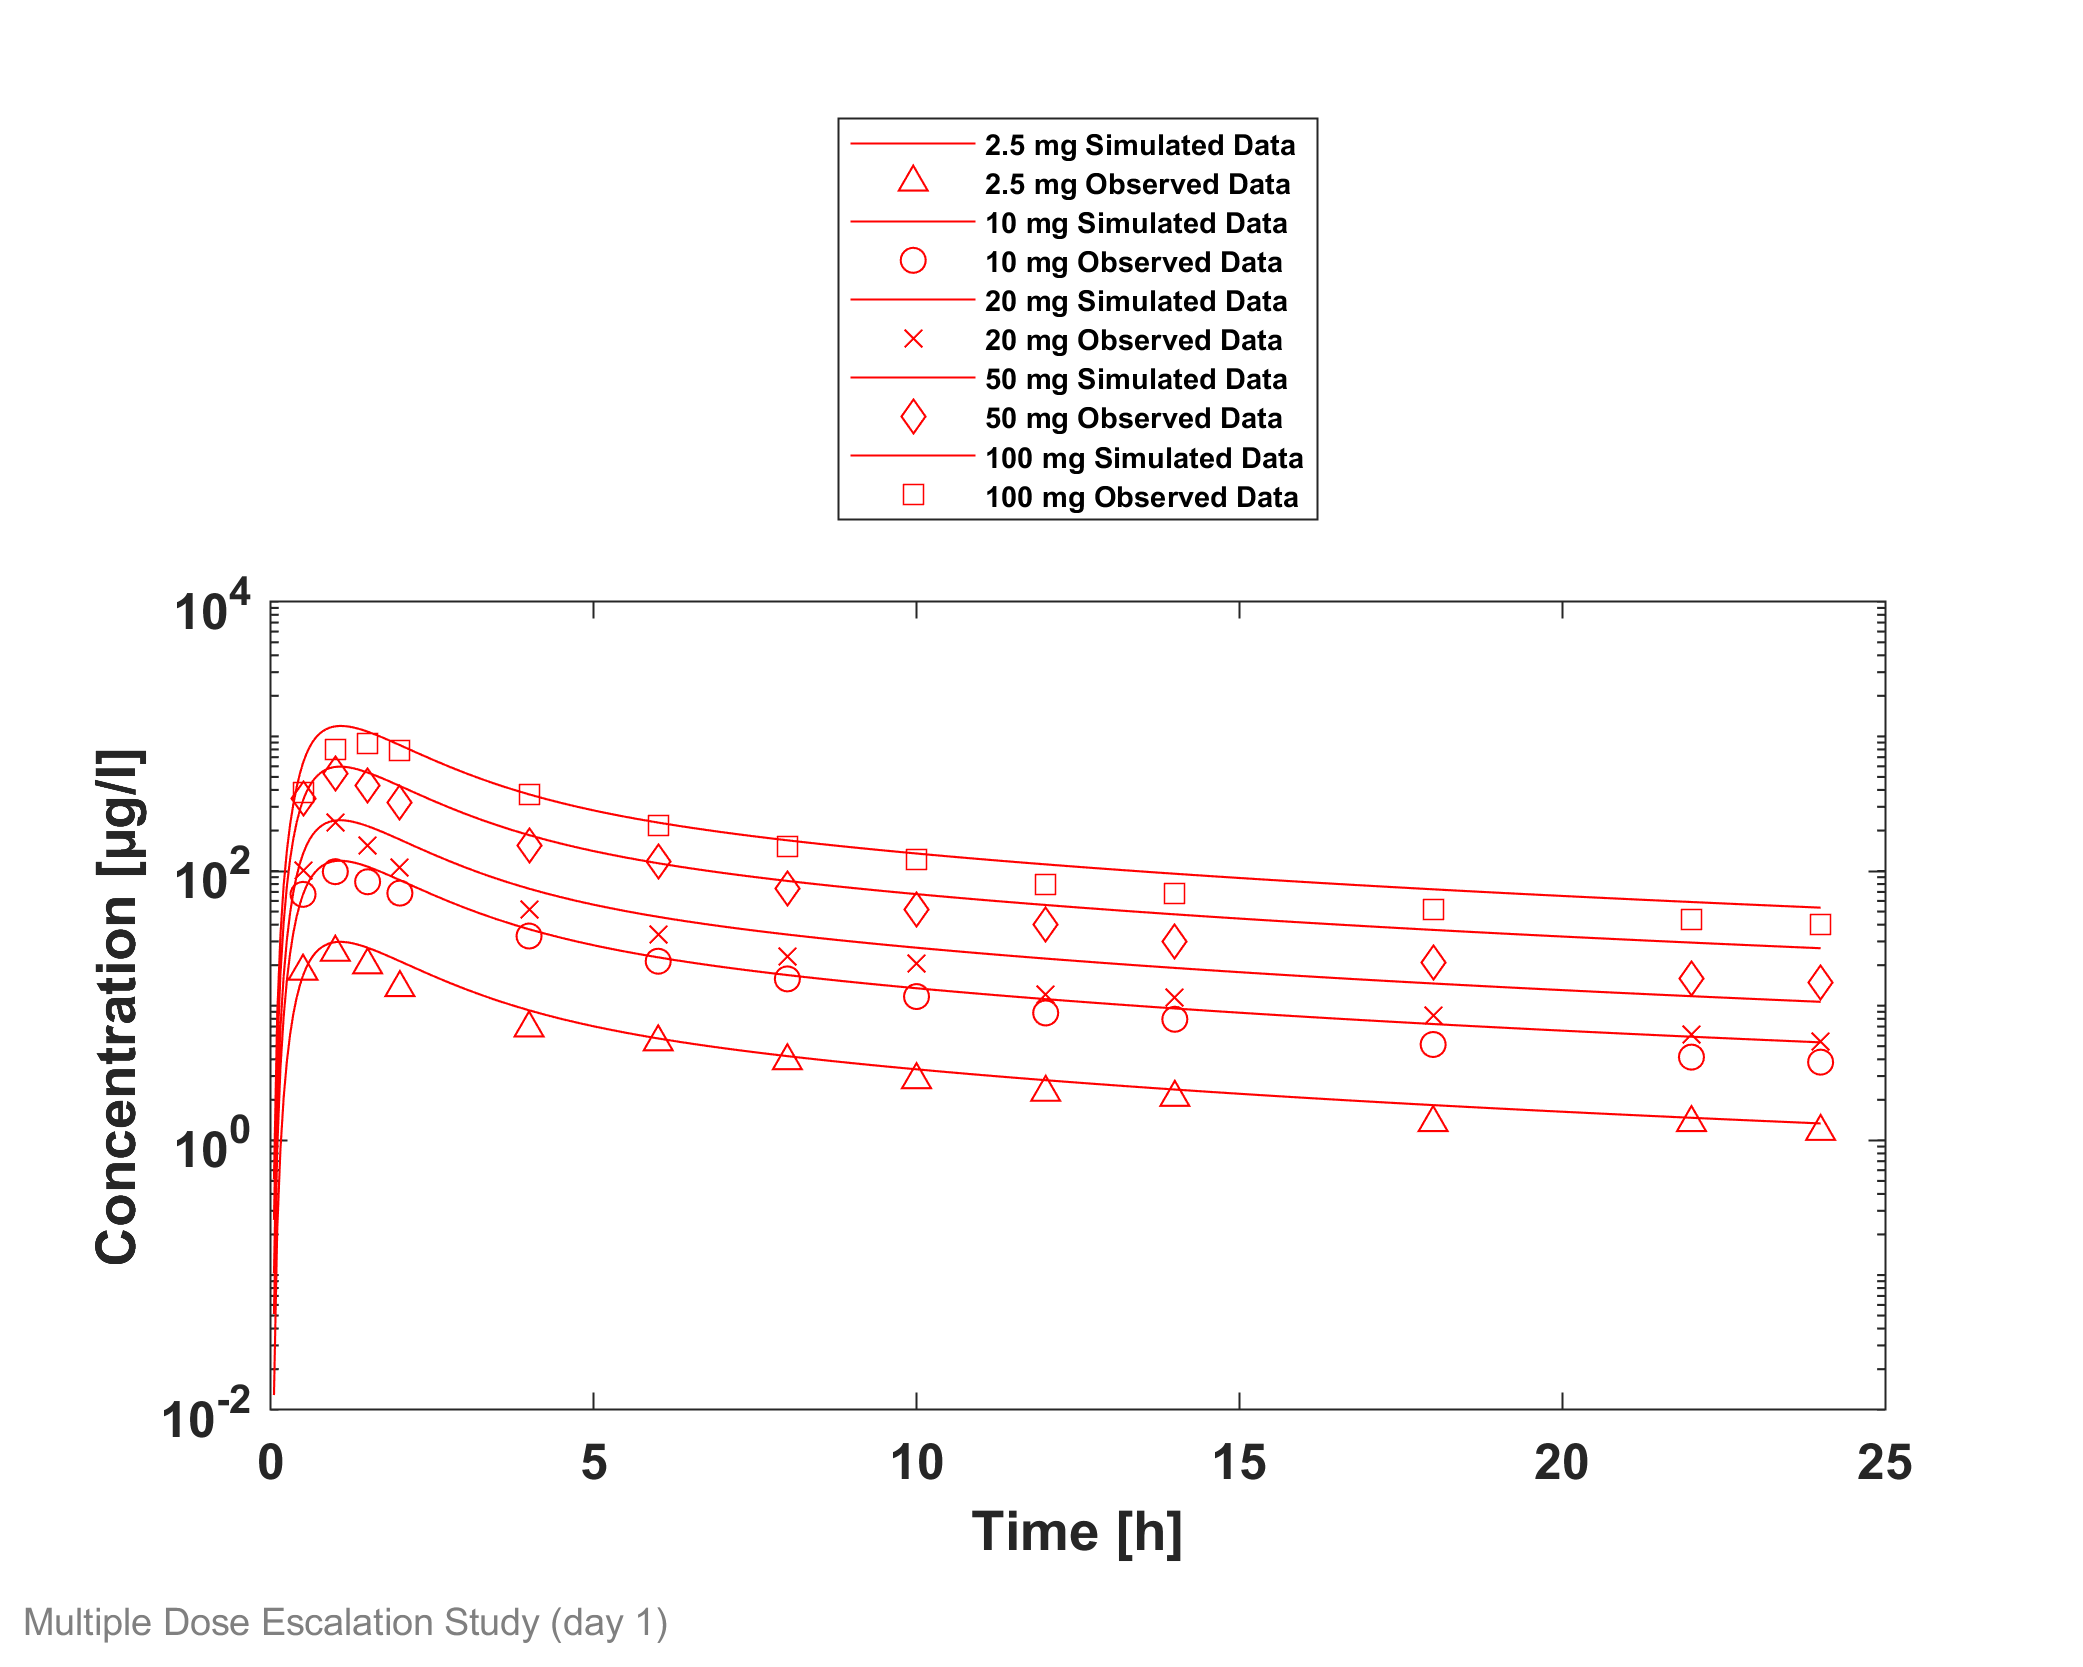 2.5 mg Simulated Data
2.5 mg Observed Data
10 mg Simulated Data
10 mg Observed Data
20 mg Simulated Data
20 mg Observed Data
50 mg Simulated Data
50 mg Observed Data
100 mg Simulated Data
100 mg Observed Data
10^4
10^2
10^0
10^-2
Concentration [µg/l]
0 5 10 15 20 25
Time [h]
Multiple Dose Escalation Study (day 1)